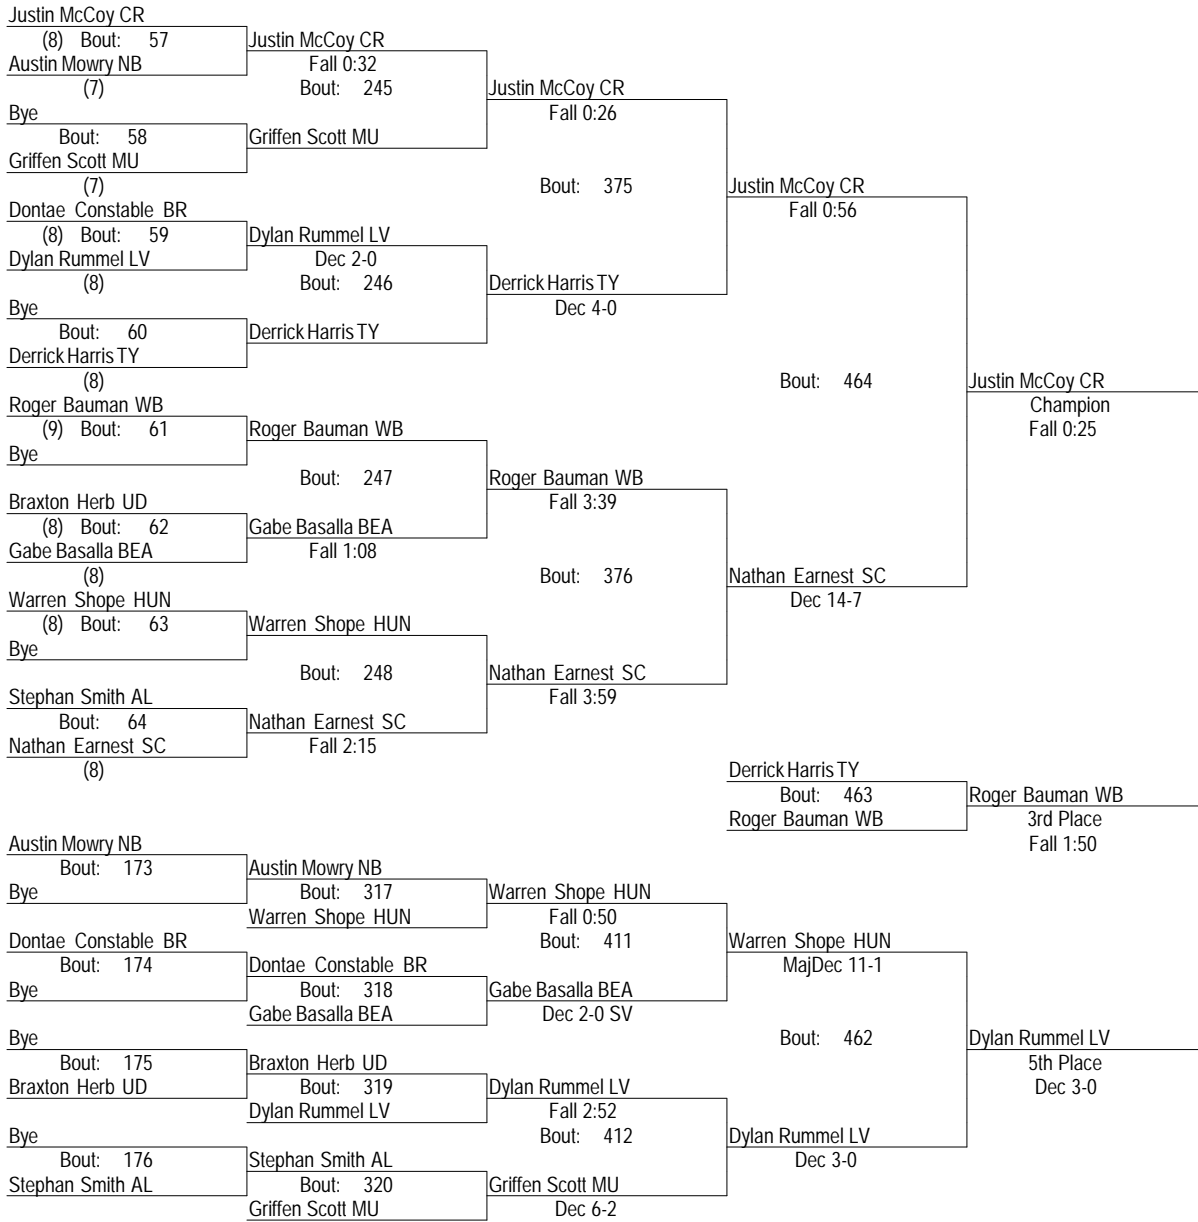 Justin McCoy CR
(8) Bout: 57
Justin McCoy CR
Austin Mowry NB
Fall 0:32
(7)
Bout: 245
Justin McCoy CR
Bye
Fall 0:26
Bout: 58
Griffen Scott MU
Griffen Scott MU
(7)
Bout: 375
Justin McCoy CR
Dontae Constable BR
Fall 0:56
(8) Bout: 59
Dylan Rummel LV
Dylan Rummel LV
Dec 2-0
(8)
Bout: 246
Derrick Harris TY
Bye
Dec 4-0
Bout: 60
Derrick Harris TY
Derrick Harris TY
(8)
Bout: 464
Justin McCoy CR
Roger Bauman WB
Champion
(9) Bout: 61
Roger Bauman WB
Fall 0:25
Bye
Bout: 247
Roger Bauman WB
Braxton Herb UD
Fall 3:39
(8) Bout: 62
Gabe Basalla BEA
Gabe Basalla BEA
Fall 1:08
(8)
Bout: 376
Nathan Earnest SC
Warren Shope HUN
Dec 14-7
(8) Bout: 63
Warren Shope HUN
Bye
Bout: 248
Nathan Earnest SC
Stephan Smith AL
Fall 3:59
Bout: 64
Nathan Earnest SC
Nathan Earnest SC
Fall 2:15
(8)
Derrick Harris TY
Bout: 463
Roger Bauman WB
Roger Bauman WB
3rd Place
Fall 1:50
Austin Mowry NB
Bout: 173
Austin Mowry NB
Bye
Bout: 317
Warren Shope HUN
Warren Shope HUN
Fall 0:50
Dontae Constable BR
Bout: 411
Warren Shope HUN
Bout: 174
Dontae Constable BR
MajDec 11-1
Bye
Bout: 318
Gabe Basalla BEA
Gabe Basalla BEA
Dec 2-0 SV
Bye
Bout: 462
Dylan Rummel LV
Bout: 175
Braxton Herb UD
5th Place
Braxton Herb UD
Bout: 319
Dylan Rummel LV
Dec 3-0
Dylan Rummel LV
Fall 2:52
Bye
Bout: 412
Dylan Rummel LV
Bout: 176
Stephan Smith AL
Dec 3-0
Stephan Smith AL
Bout: 320
Griffen Scott MU
Griffen Scott MU
Dec 6-2